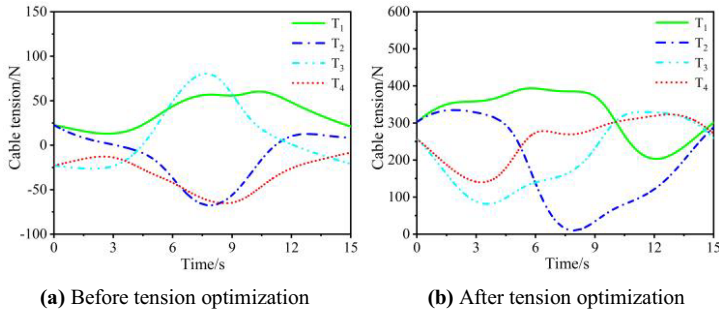 (a)
(b)
150
100
50
0
-50
-100
Cable tension/N
T1
T2
T3
T4
0 3 6 9 12 15
Time/s
600
500
400
300
200
100
0
Cable tension/N
T1
T2
T3
T4
0 3 6 9 12 15
Time/s
(a) Before tension optimization
(b) After tension optimization